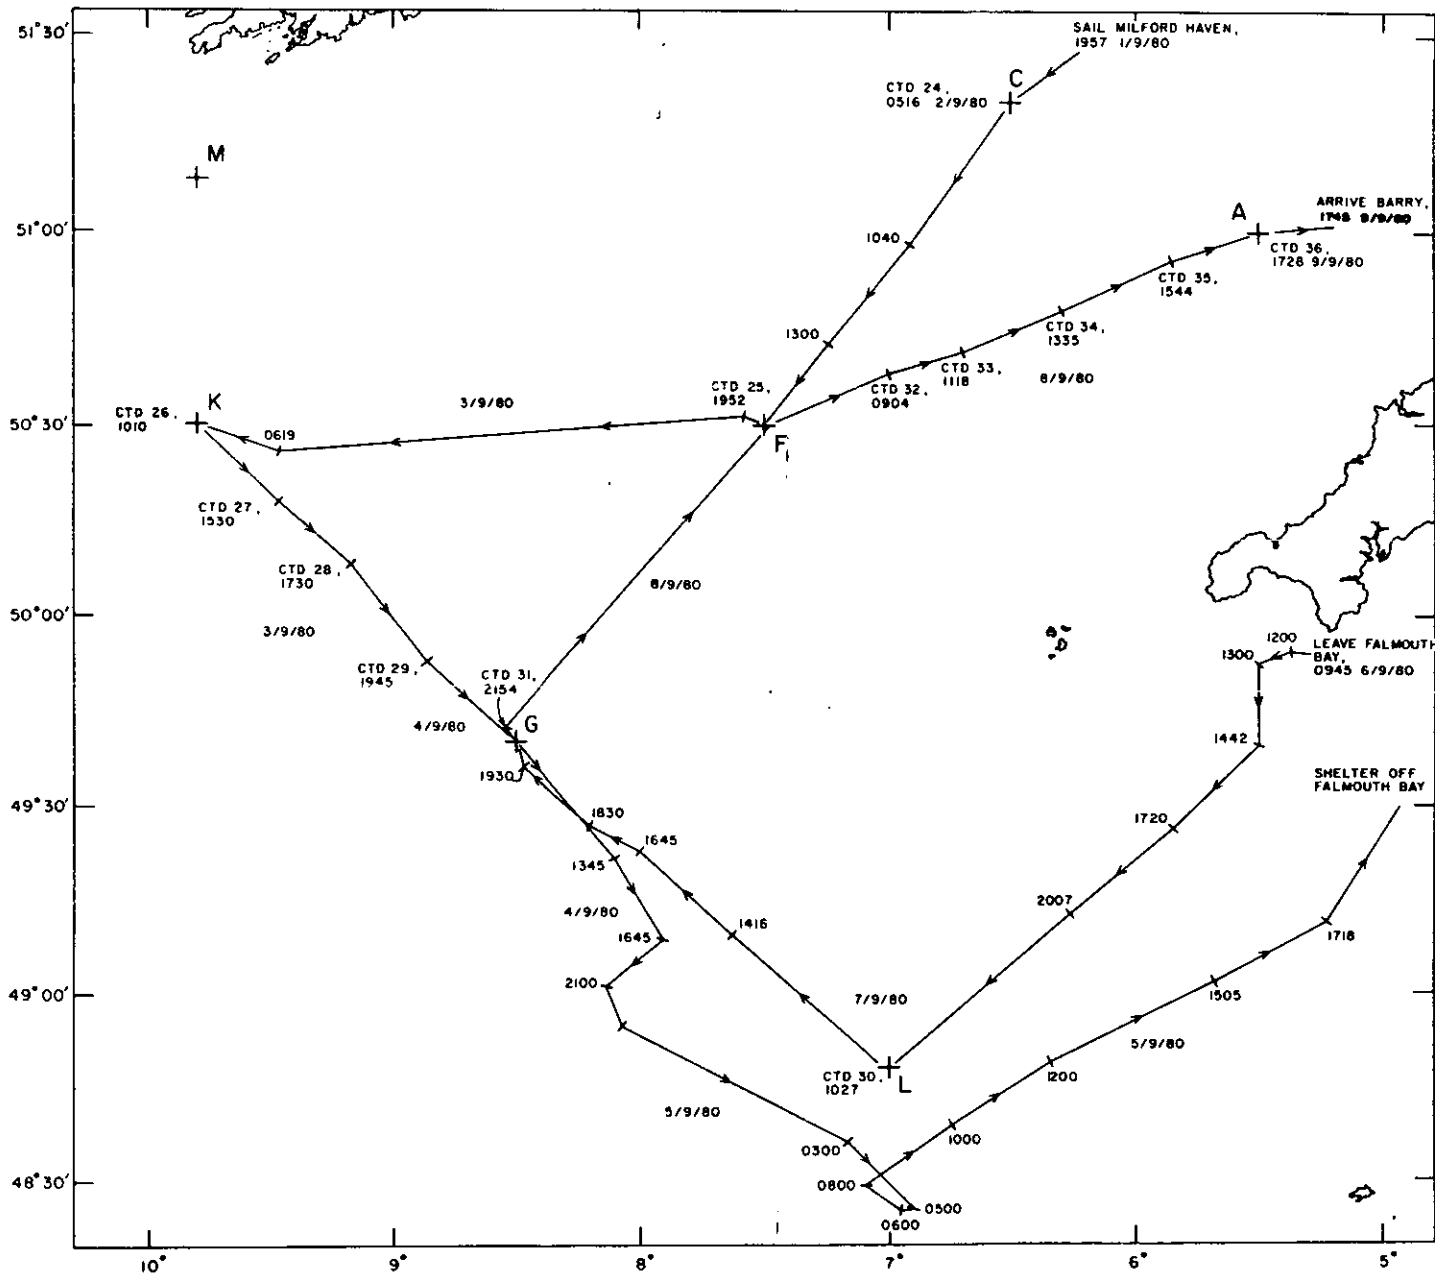 51°30′
SAIL MILFORD HAVEN,
1957 1/9/80
C
CTD 24,
0516 2/9/80
M
51°00′
1040
A
ARRIVE BARRY,
9/9/80
CTD 36,
1728 9/9/80
CTD 35,
1544
1300
CTD 34,
1335
CTD 33,
1118
8/9/80
CTD 32,
0904
CTD 25,
1952
3/9/80
K
CTD 26,
1010
50°30′
0619
F
CTD 27,
1530
CTD 28,
1730
8/9/80
50°00′
3/9/80
CTD 29,
1945
CTD 31,
2154
1200
LEAVE FALMOUTH
BAY,
0945 6/9/80
1300
4/9/80
G
1442
1930
SHELTER OFF
FALMOUTH BAY
49°30′
1830
1645
1720
1345
4/9/80
2007
1416
1645
1718
2100
49°00′
7/9/80
1505
5/9/80
CTD 30,
1027
L
1200
5/9/80
1000
0300
48°30′
0800
0500
0600
10°
9°
8°
7°
6°
5°